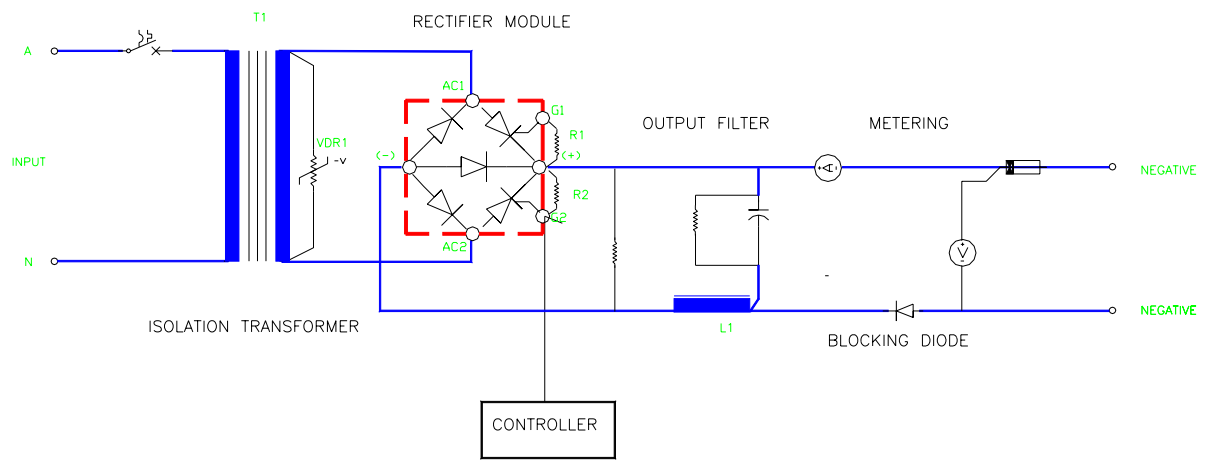 T1
RECTIFIER MODULE
A
AC1
G1
OUTPUT FILTER
METERING
R1
VDR1
-v
(-)
(+)
INPUT
A
NEGATIVE
R2
G2
AC2
V
N
ISOLATION TRANSFORMER
L1
NEGATIVE
BLOCKING DIODE
CONTROLLER